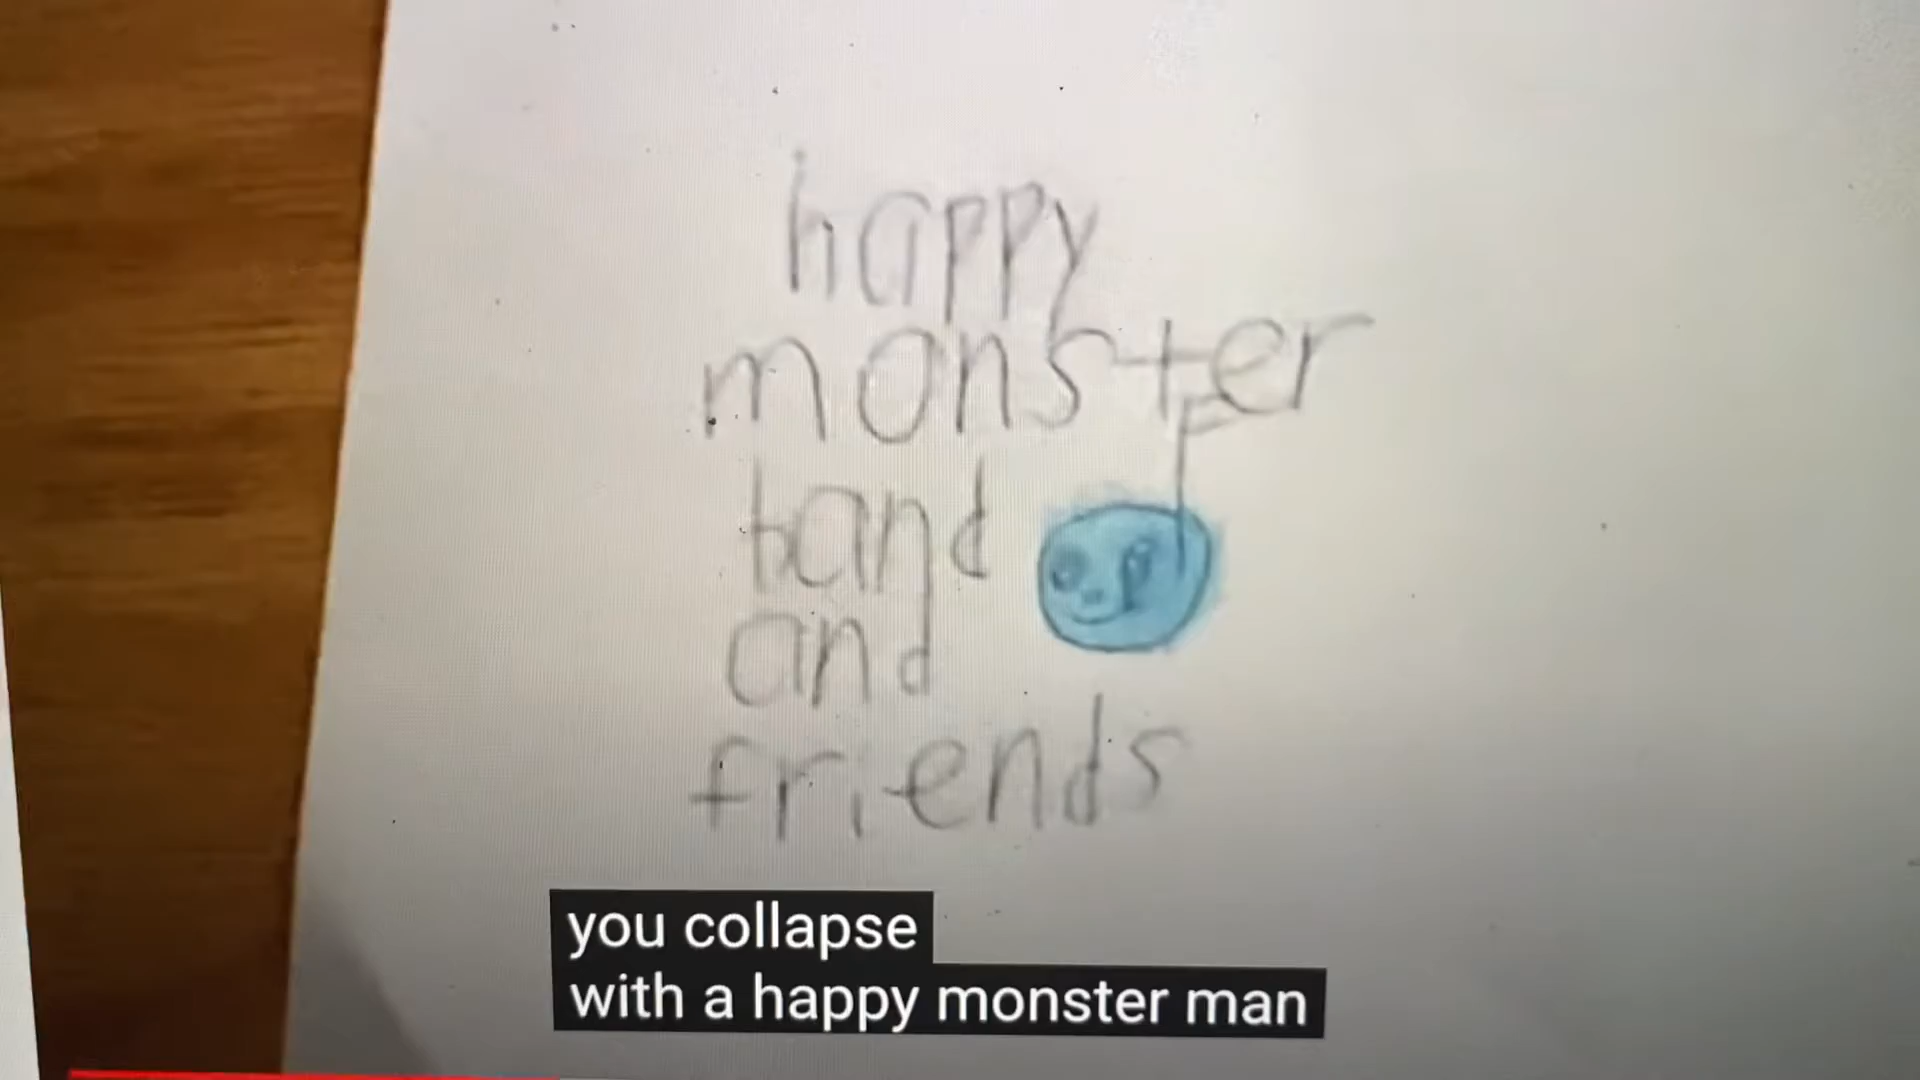 happy
monster
band
and
friends
you collapse
with a happy monster man